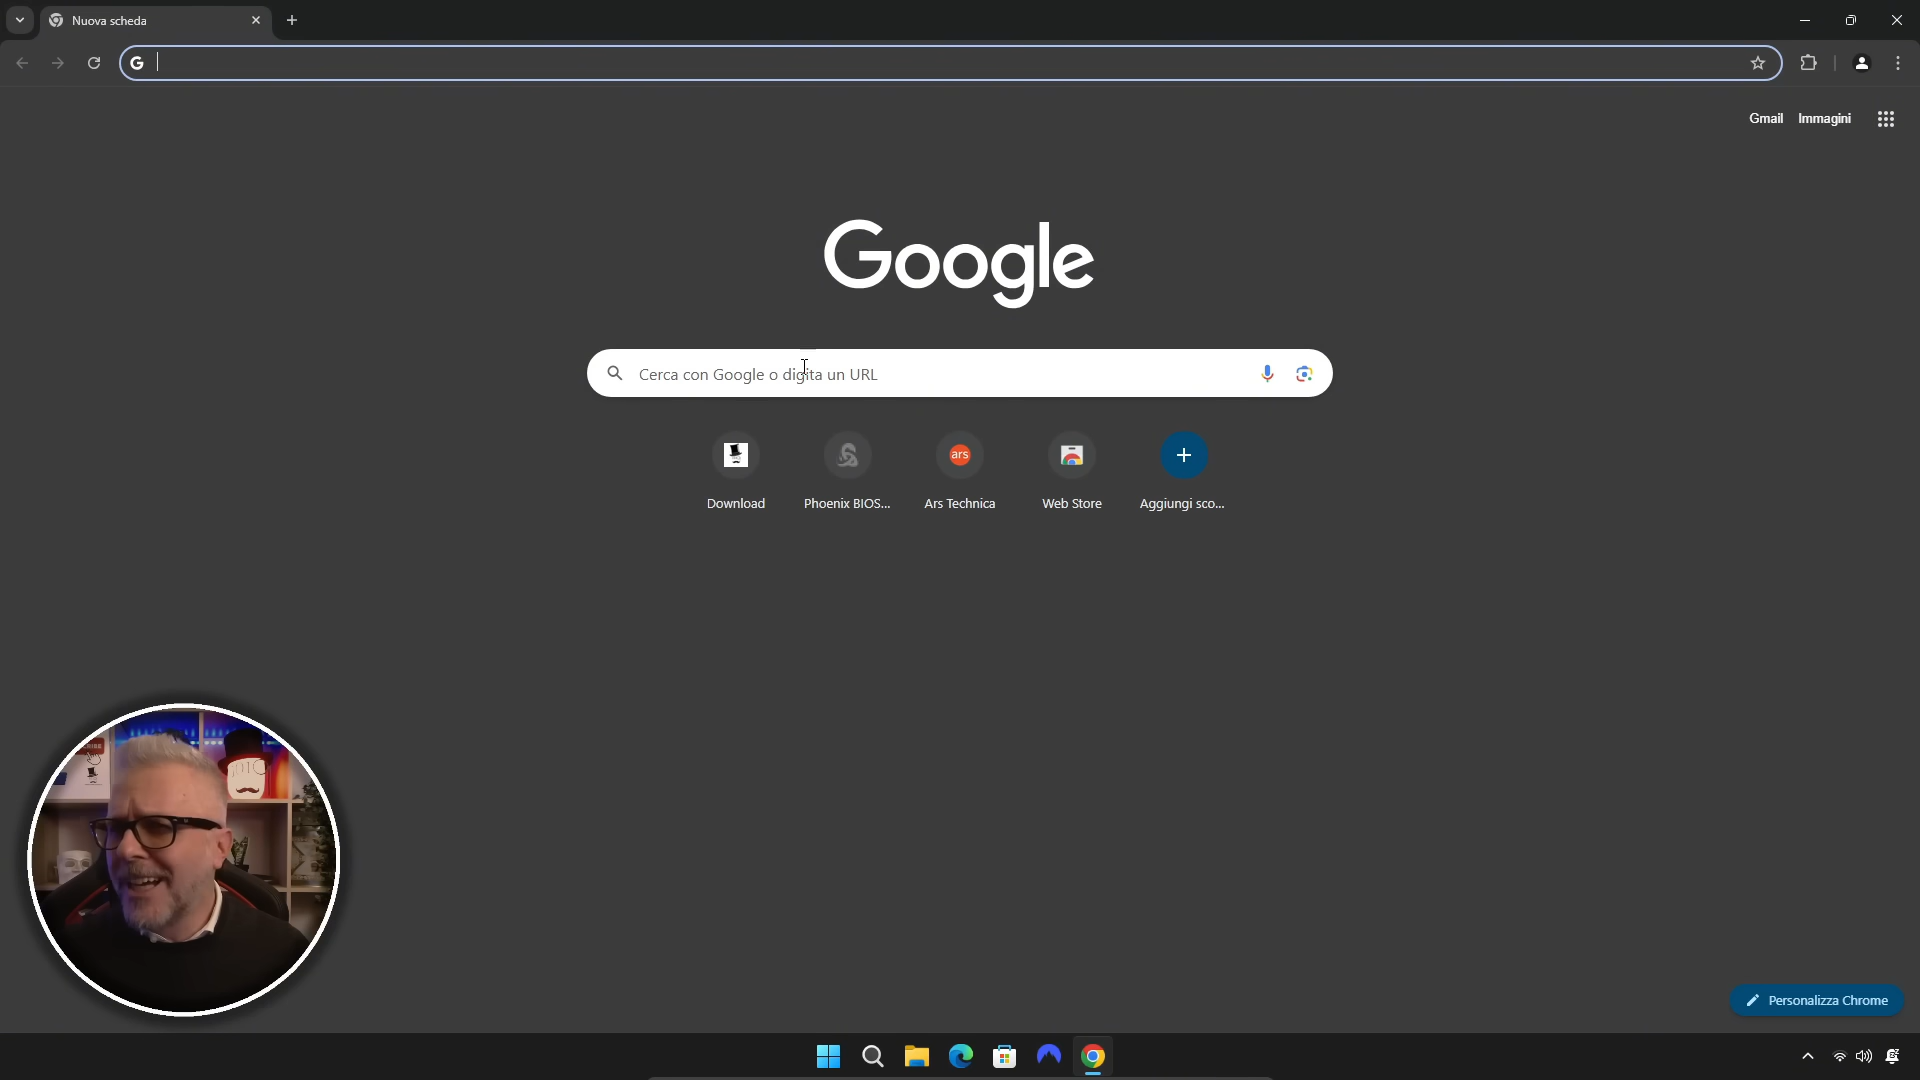 Nuova scheda
Gmail Immagini
Google
Cerca con Google o digita un URL
ars
Download Phoenix BIOS... Ars Technica Web Store Aggiungi sco...
Personalizza Chrome